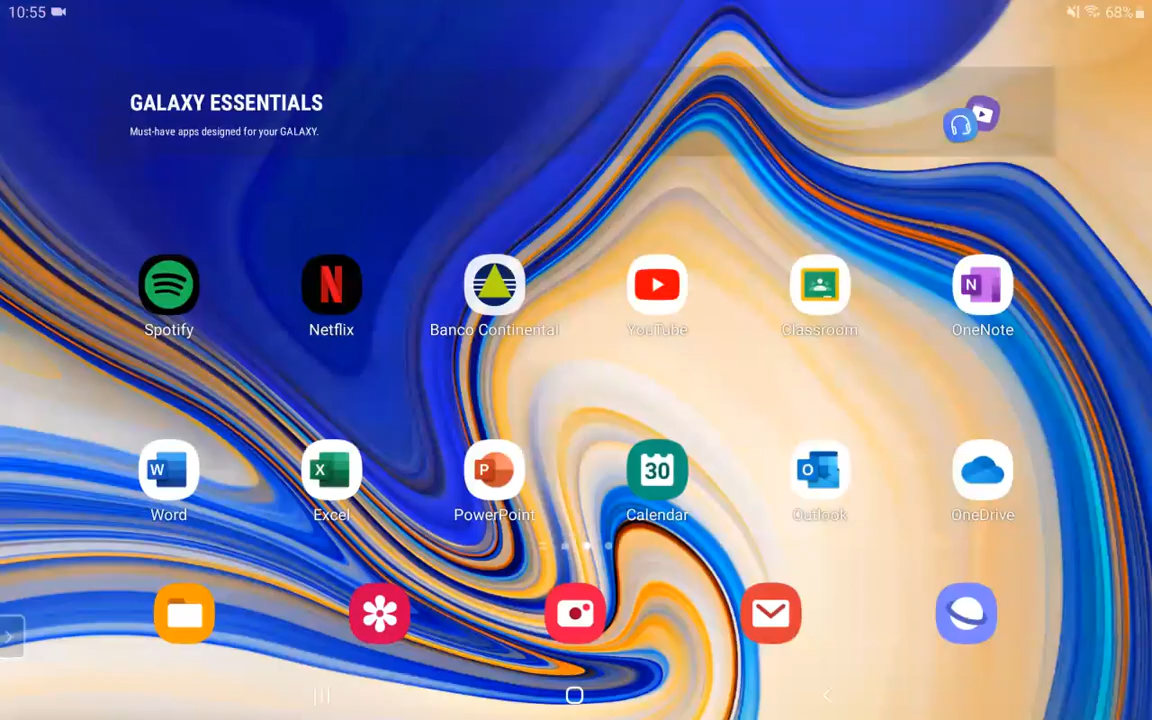 10:55
68%
GALAXY ESSENTIALS
Must-have apps designed for your GALAXY.
N
N
Spotify
Netflix
Banco Continental
YouTube
Classroom
OneNote
W
X
P
30
O
Word
Excel
PowerPoint
Calendar
Outlook
OneDrive